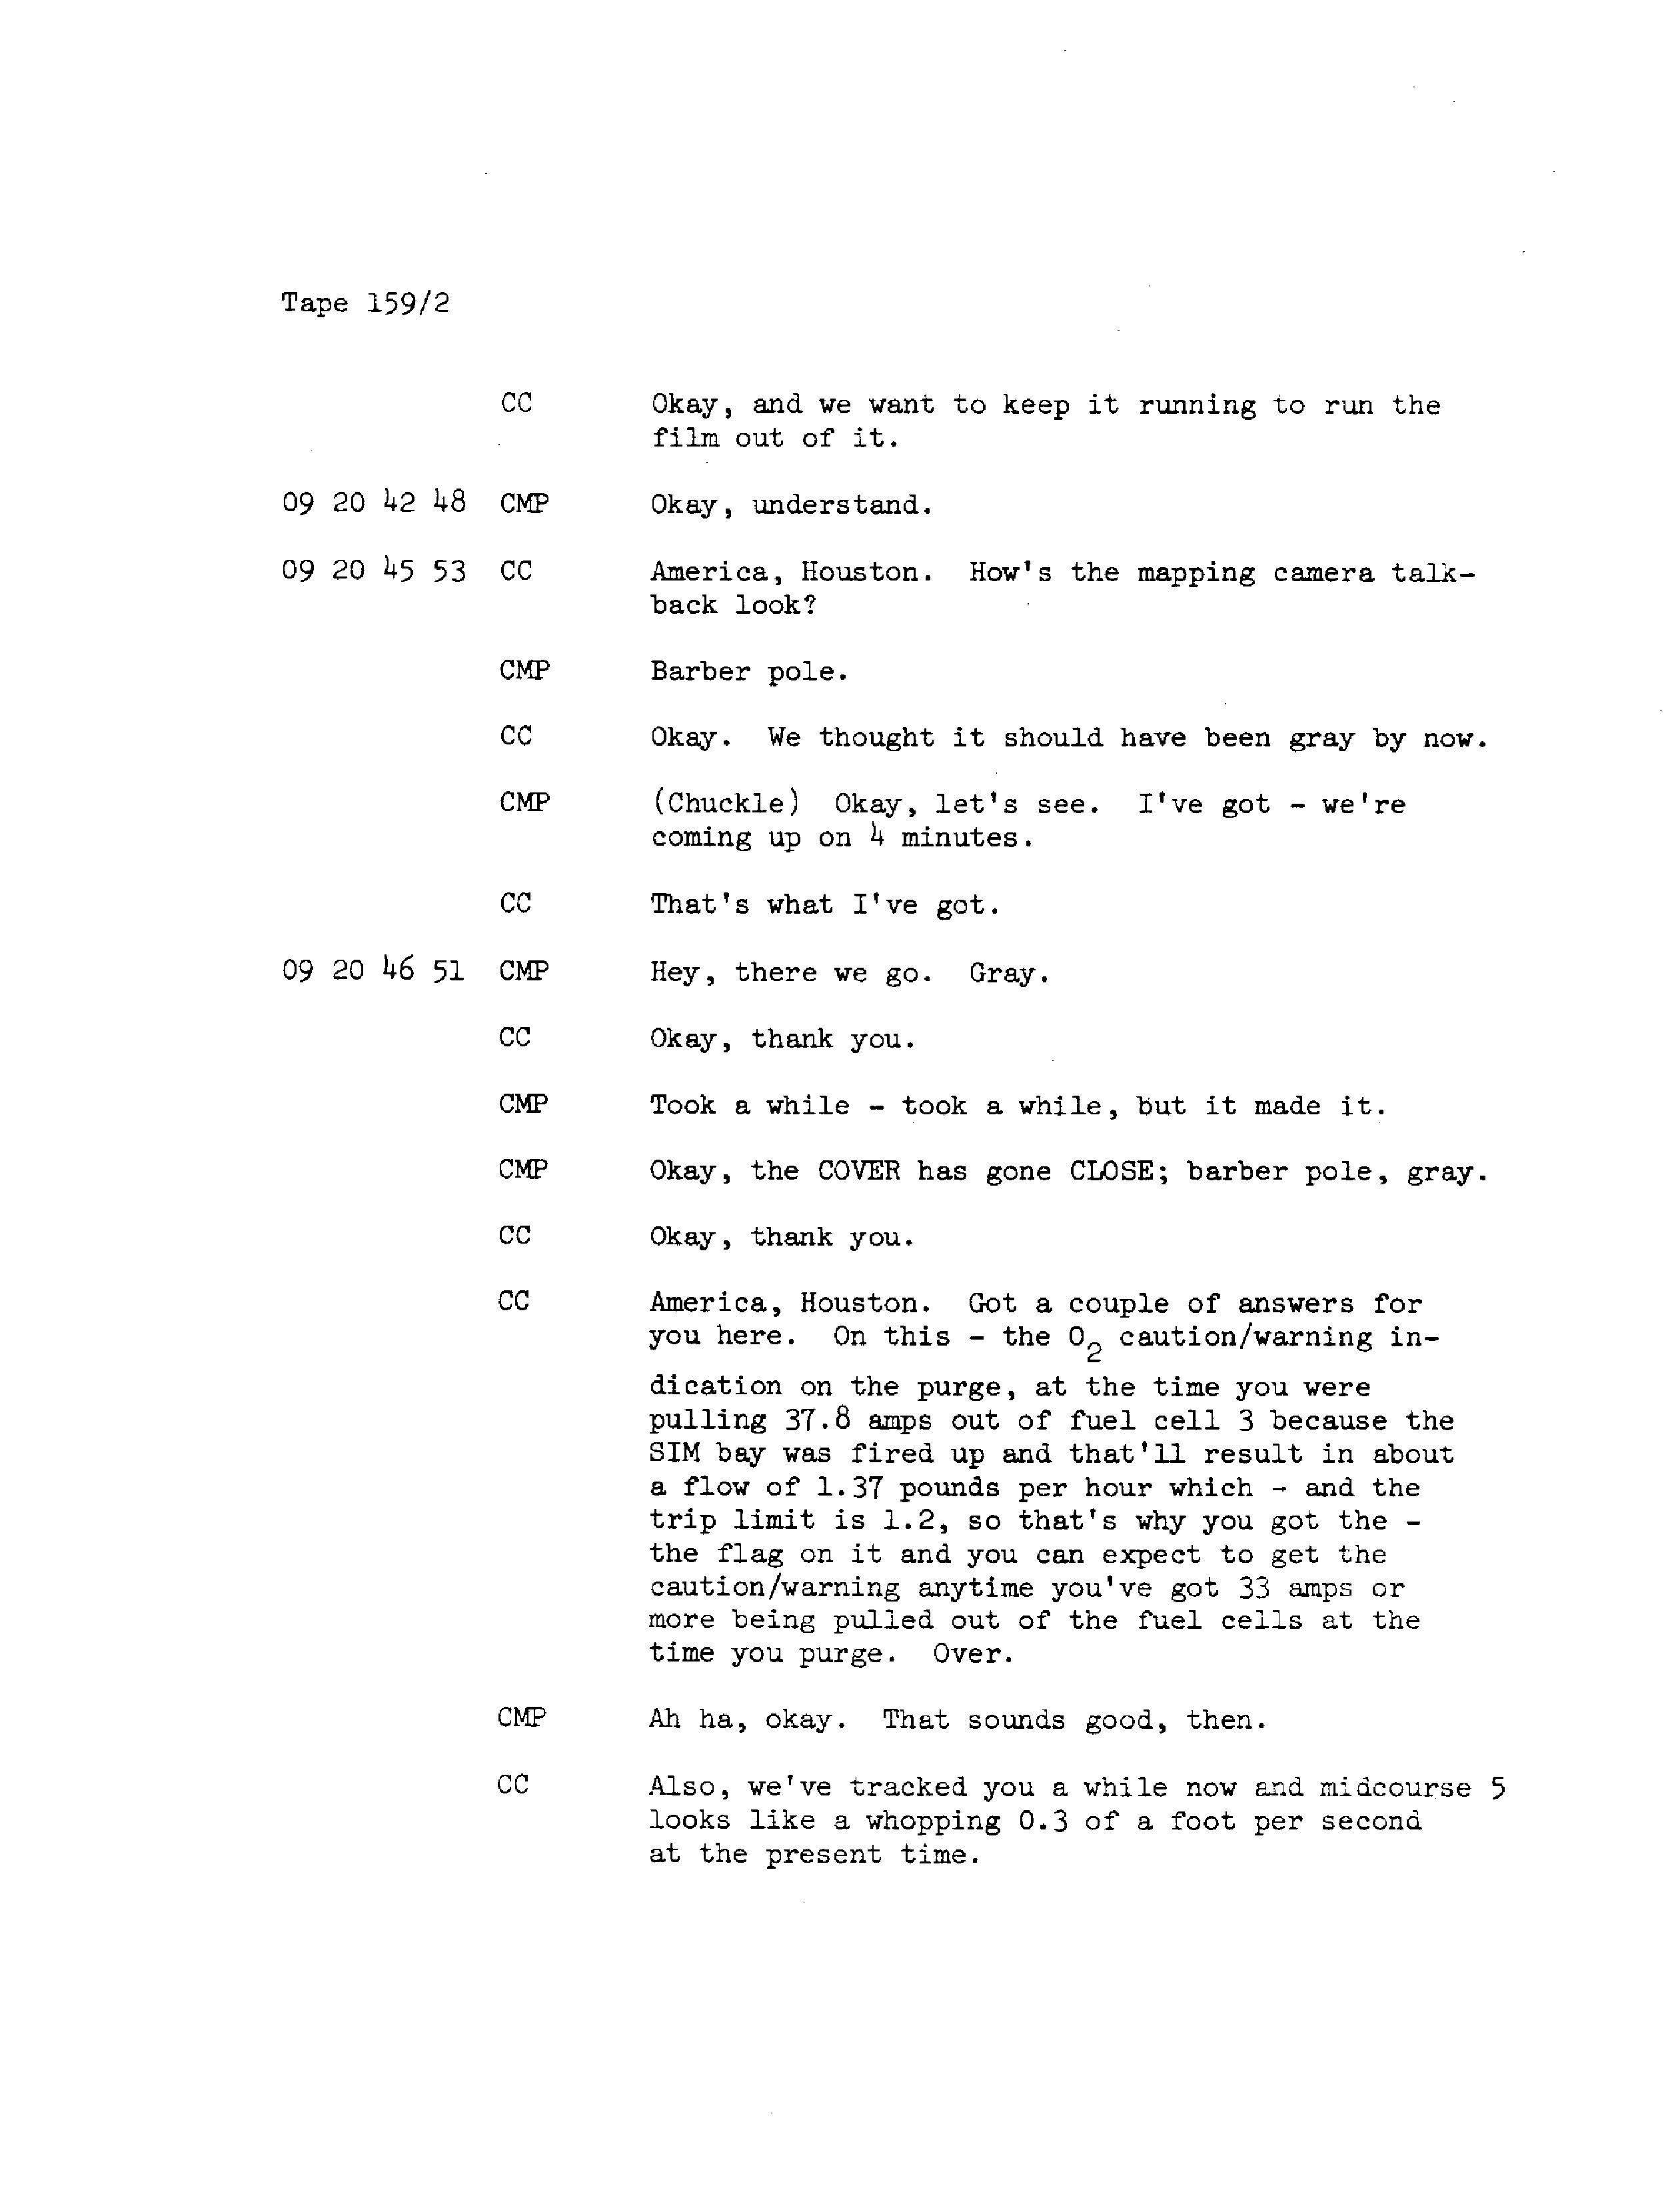 Tape 159/2
CC Okay, and we want to keep it running to run the
film out of it.
09 20 42 48 CMP Okay, understand.
09 20 45 53 CC America, Houston. How's the mapping camera talk-
back look?
CMP Barber pole.
CC Okay. We thought it should have been gray by now.
CMP (Chuckle) Okay, let's see. I've got - we're
coming up on 4 minutes.
CC That's what I've got.
09 20 46 51 CMP Hey, there we go. Gray.
CC Okay, thank you.
CMP Took a while - took a while, but it made it.
CMP Okay, the COVER has gone CLOSE; barber pole, gray.
CC Okay, thank you.
CC America, Houston. Got a couple of answers for
you here. On this - the O2 caution/warning in-
dication on the purge, at the time you were
pulling 37.8 amps out of fuel cell 3 because the
SIM bay was fired up and that'll result in about
a flow of 1.37 pounds per hour which - and the
trip limit is 1.2, so that's why you got the -
the flag on it and you can expect to get the
caution/warning anytime you've got 33 amps or
more being pulled out of the fuel cells at the
time you purge. Over.
CMP Ah ha, okay. That sounds good, then.
CC Also, we've tracked you a while now and midcourse 5
looks like a whopping 0.3 of a foot per second
at the present time.